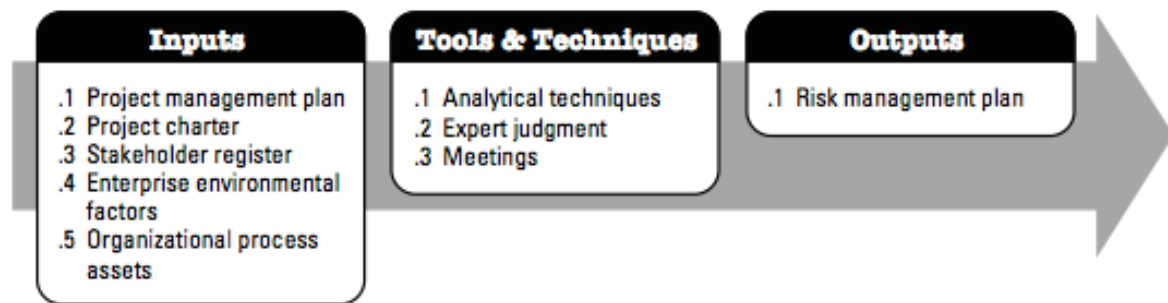 Inputs
.1 Project management plan
.2 Project charter
.3 Stakeholder register
.4 Enterprise environmental
factors
.5 Organizational process
assets
Tools & Techniques
.1 Analytical techniques
.2 Expert judgment
.3 Meetings
Outputs
.1 Risk management plan